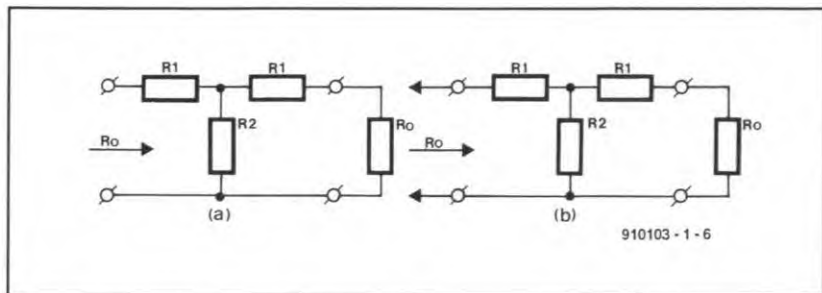 R1 R1 R1 R1
R2 Ro R2 Ro
Ro Ro
(a) (b)
910103 - 1 - 6